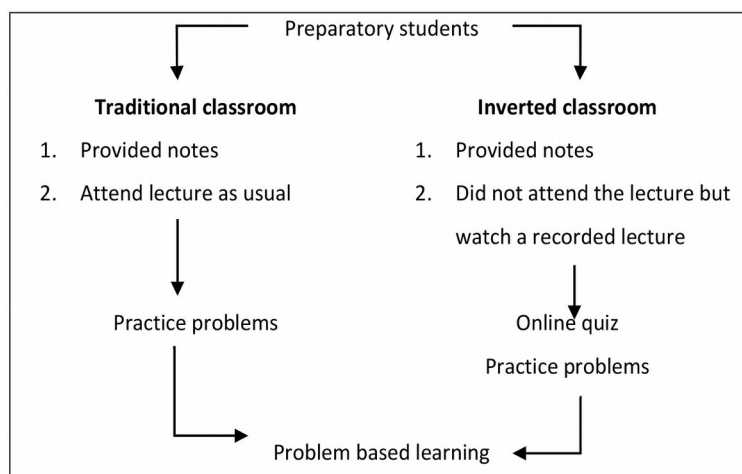 Preparatory students
Traditional classroom
1. Provided notes
2. Attend lecture as usual
Practice problems
Inverted classroom
1. Provided notes
2. Did not attend the lecture but
watch a recorded lecture
Online quiz
Practice problems
Problem based learning